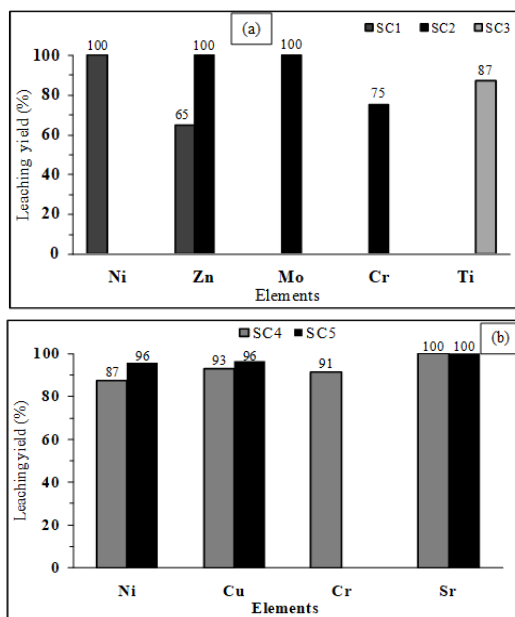 (a)
SC1 SC2 SC3
Leaching yield (%)
100 100 100
87
75
65
100
80
60
40
20
0
Ni Zn Mo Cr Ti
Elements
(b)
SC4 SC5
Leaching yield (%)
87 96 93 96 91 100 100
100
80
60
40
20
0
Ni Cu Cr Sr
Elements